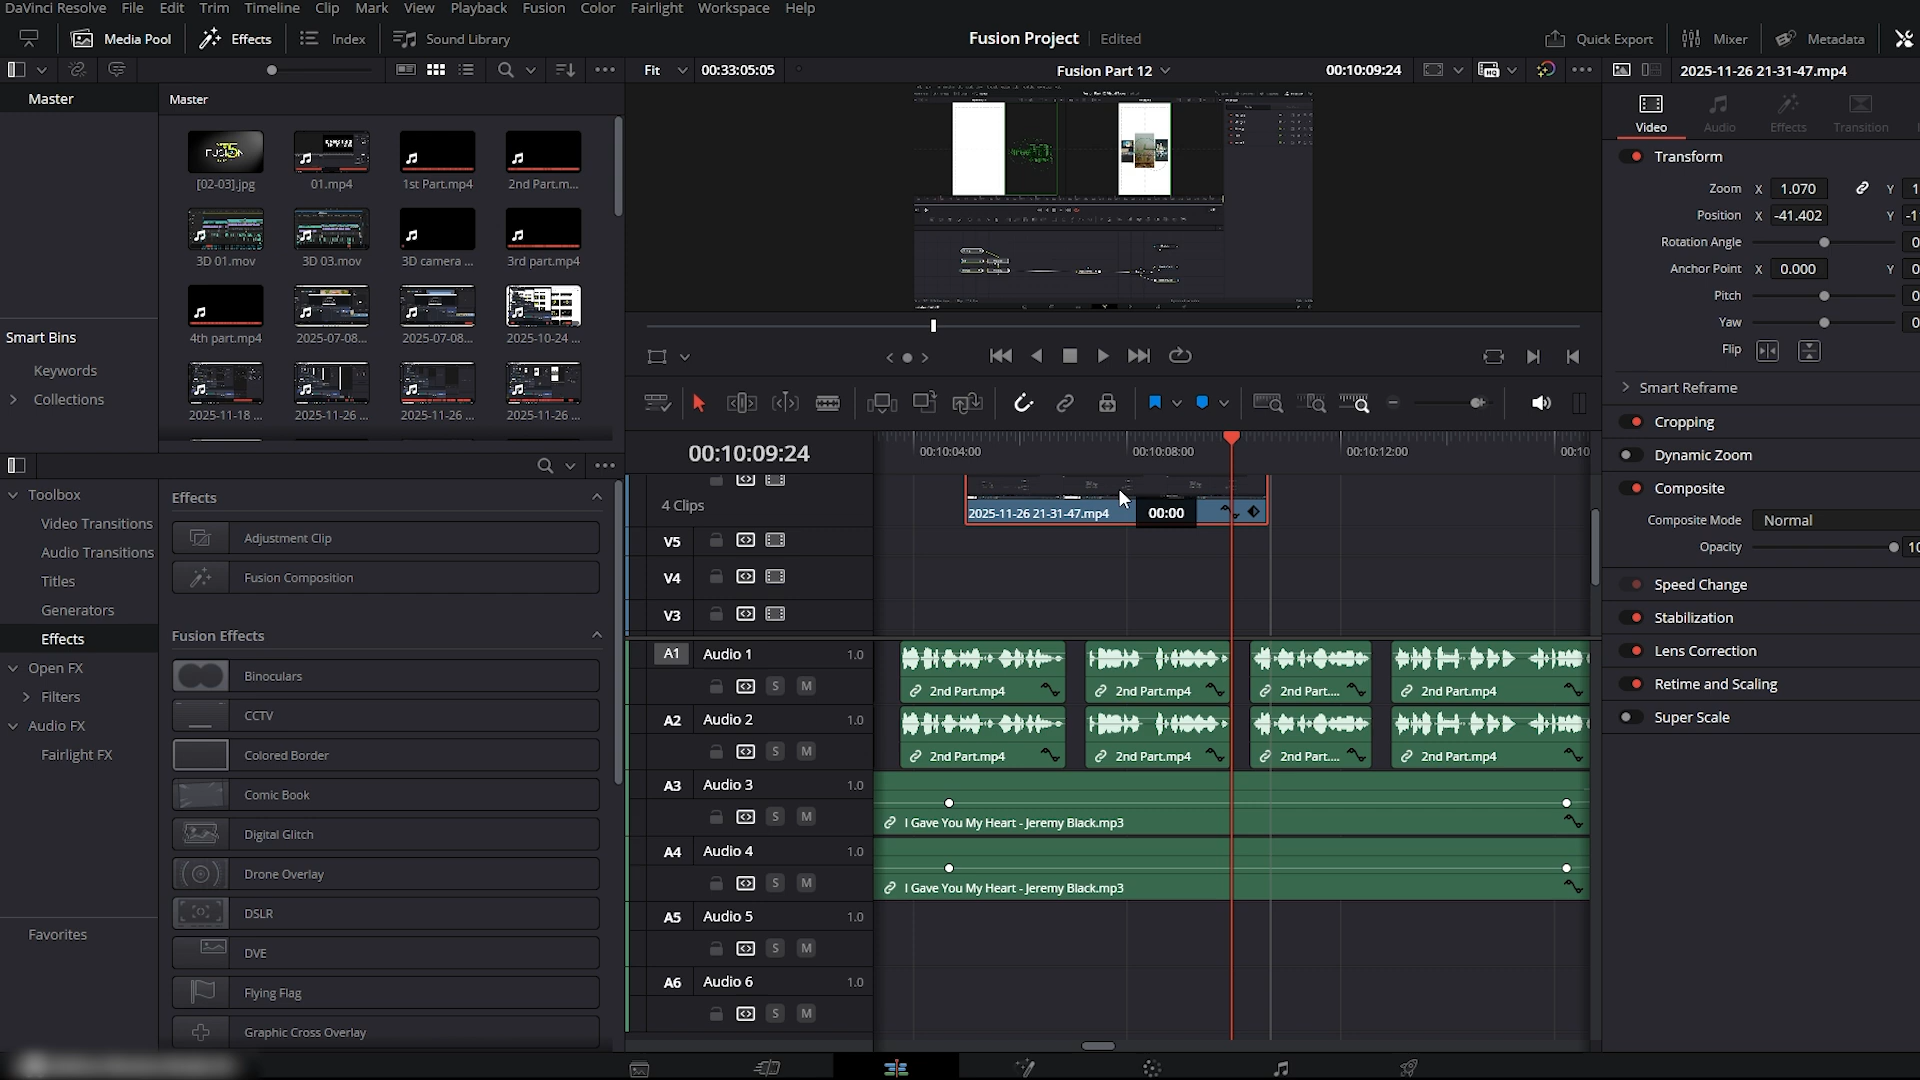 DaVinci Resolve File Edit Trim Timeline Clip Mark View Playback Fusion Color Fairlight Workspace Help
Media Pool Effects Index Sound Library Fusion Project Edited Quick Export Mixer Metadata
Fit 00:33:05:05 Fusion Part 12 00:10:09:24 2025-11-26 21-31-47.mp4
Master Master
[02-03].jpg 01.mp4 1st Part.mp4 2nd Part.m...
3D 01.mov 3D 03.mov 3D camera ... 3rd part.mp4
4th part.mp4 2025-07-08... 2025-07-08... 2025-10-24 ...
2025-11-18 ... 2025-11-26 ... 2025-11-26 ... 2025-11-26 ...
Smart Bins
Keywords
Collections
Video Audio Effects Transition
Transform
Zoom X 1.070 Y 1
Position X -41.402 Y -1
Rotation Angle 0
Anchor Point X 0.000 Y 0
Pitch 0
Yaw 0
Flip
Smart Reframe
Cropping
Dynamic Zoom
Composite
Composite Mode Normal
Opacity 10
Speed Change
Stabilization
Lens Correction
Retime and Scaling
Super Scale
Toolbox
Video Transitions
Audio Transitions
Titles
Generators
Effects
Open FX
Filters
Audio FX
Fairlight FX
Favorites
Effects
Adjustment Clip
Fusion Composition
Fusion Effects
Binoculars
CCTV
Colored Border
Comic Book
Digital Glitch
Drone Overlay
DSLR
DVE
Flying Flag
Graphic Cross Overlay
00:10:09:24 00:10:04:00 00:10:08:00 00:10:12:00 00:10
4 Clips 2025-11-26 21-31-47.mp4 00:00
V5
V4
V3
A1 Audio 1 1.0
S M 2nd Part.mp4 2nd Part.mp4 2nd Part.... 2nd Part.mp4
A2 Audio 2 1.0
S M 2nd Part.mp4 2nd Part.mp4 2nd Part.... 2nd Part.mp4
A3 Audio 3 1.0
S M I Gave You My Heart - Jeremy Black.mp3
A4 Audio 4 1.0
S M I Gave You My Heart - Jeremy Black.mp3
A5 Audio 5 1.0
S M
A6 Audio 6 1.0
S M